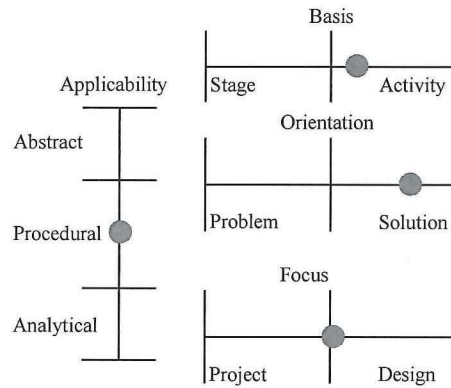 Basis
Stage Activity
Applicability
Abstract
Procedural
Analytical
Orientation
Problem Solution
Focus
Project Design